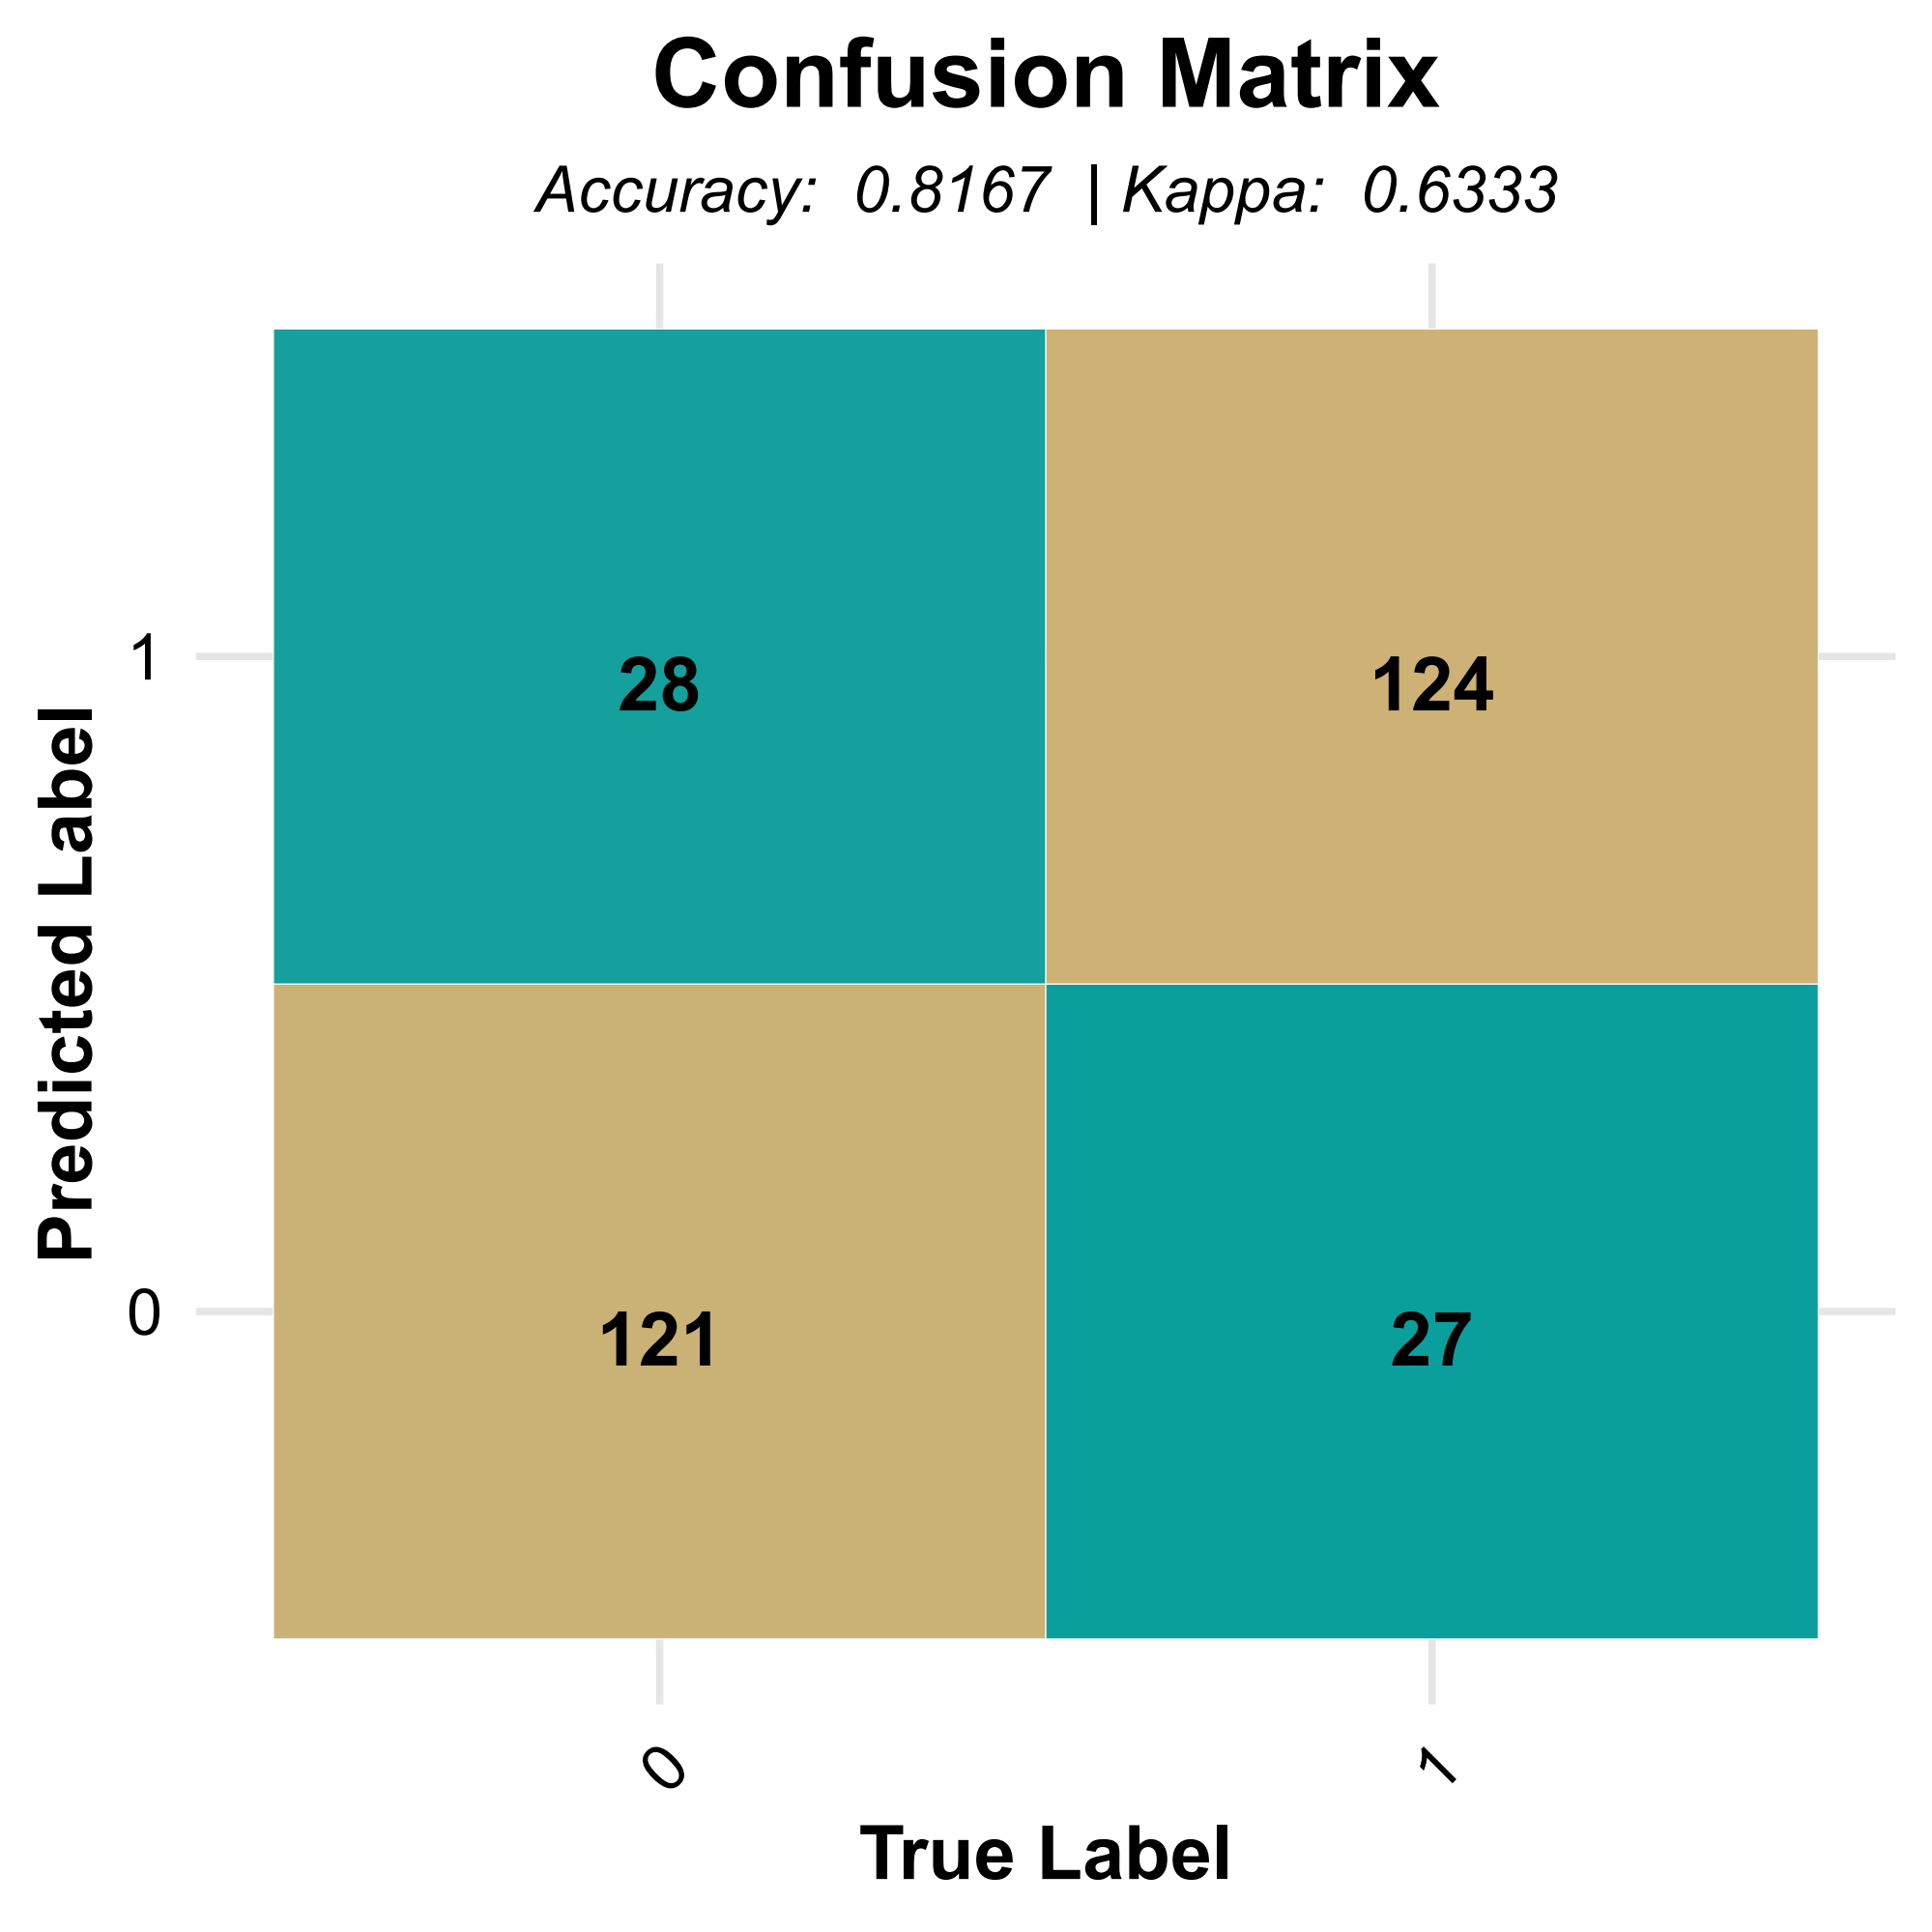 Confusion Matrix
Accuracy: 0.8167 | Kappa: 0.6333
Predicted Label
1
28
124
0
121
27
0
1
True Label